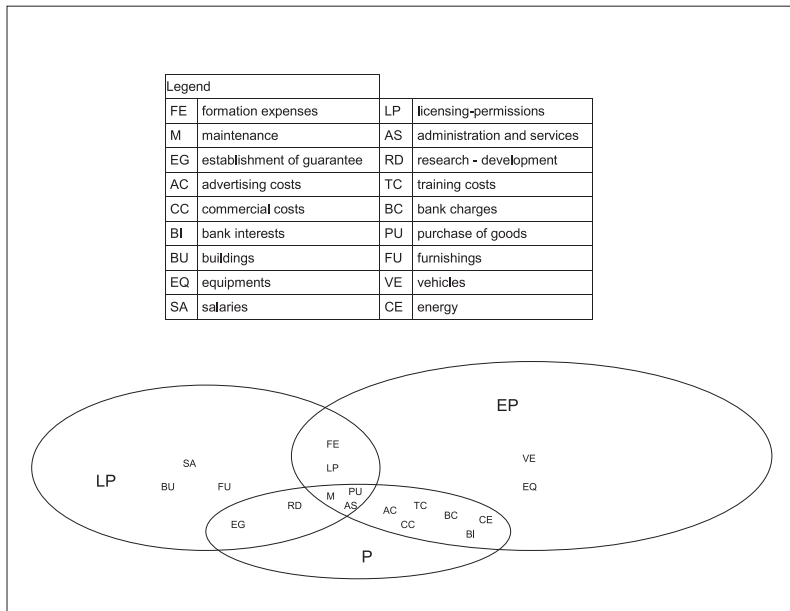 Legend
FE formation expenses LP licensing-permissions
M maintenance AS administration and services
EG establishment of guarantee RD research - development
AC advertising costs TC training costs
CC commercial costs BC bank charges
BI bank interests PU purchase of goods
BU buildings FU furnishings
EQ equipments VE vehicles
SA salaries CE energy
EP
FE
VE
SA
LP
LP
BU FU
EQ
M PU
RD AS
AC TC
BC CE
EG
CC
BI
P